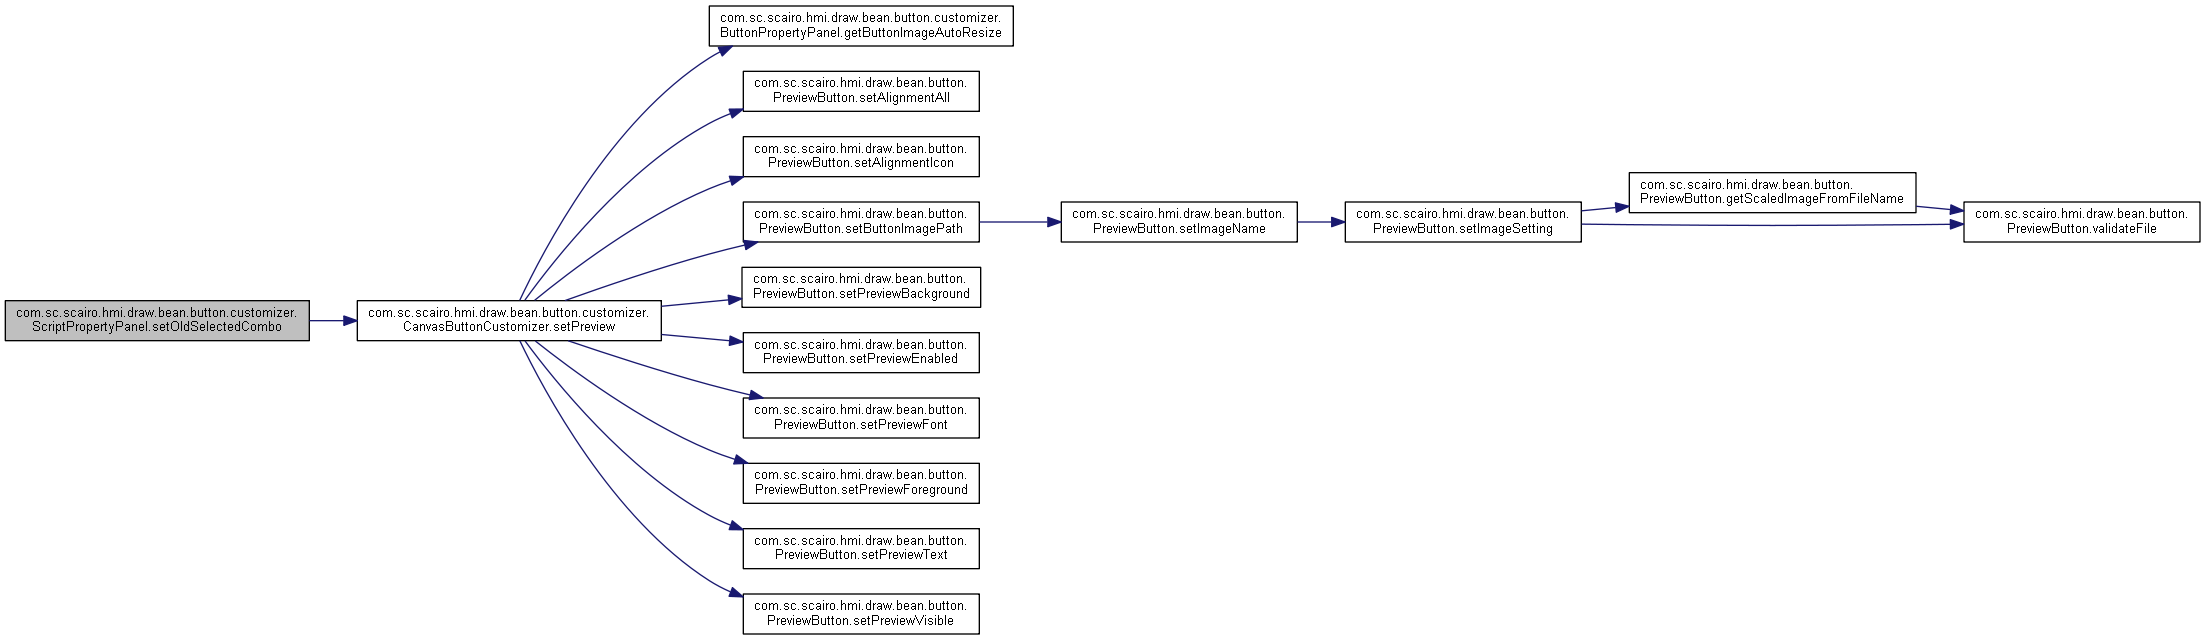 com.sc.scairo.hmi.draw.bean.button.customizer.
ScriptPropertyPanel.setOldSelectedCombo
com.sc.scairo.hmi.draw.bean.button.customizer.
CanvasButtonCustomizer.setPreview
com.sc.scairo.hmi.draw.bean.button.customizer.
ButtonPropertyPanel.getButtonImageAutoResize
com.sc.scairo.hmi.draw.bean.button.
PreviewButton.setAlignmentAll
com.sc.scairo.hmi.draw.bean.button.
PreviewButton.setAlignmentIcon
com.sc.scairo.hmi.draw.bean.button.
PreviewButton.setButtonImagePath
com.sc.scairo.hmi.draw.bean.button.
PreviewButton.setImageName
com.sc.scairo.hmi.draw.bean.button.
PreviewButton.setImageSetting
com.sc.scairo.hmi.draw.bean.button.
PreviewButton.getScaledImageFromFileName
com.sc.scairo.hmi.draw.bean.button.
PreviewButton.validateFile
com.sc.scairo.hmi.draw.bean.button.
PreviewButton.setPreviewBackground
com.sc.scairo.hmi.draw.bean.button.
PreviewButton.setPreviewEnabled
com.sc.scairo.hmi.draw.bean.button.
PreviewButton.setPreviewFont
com.sc.scairo.hmi.draw.bean.button.
PreviewButton.setPreviewForeground
com.sc.scairo.hmi.draw.bean.button.
PreviewButton.setPreviewText
com.sc.scairo.hmi.draw.bean.button.
PreviewButton.setPreviewVisible